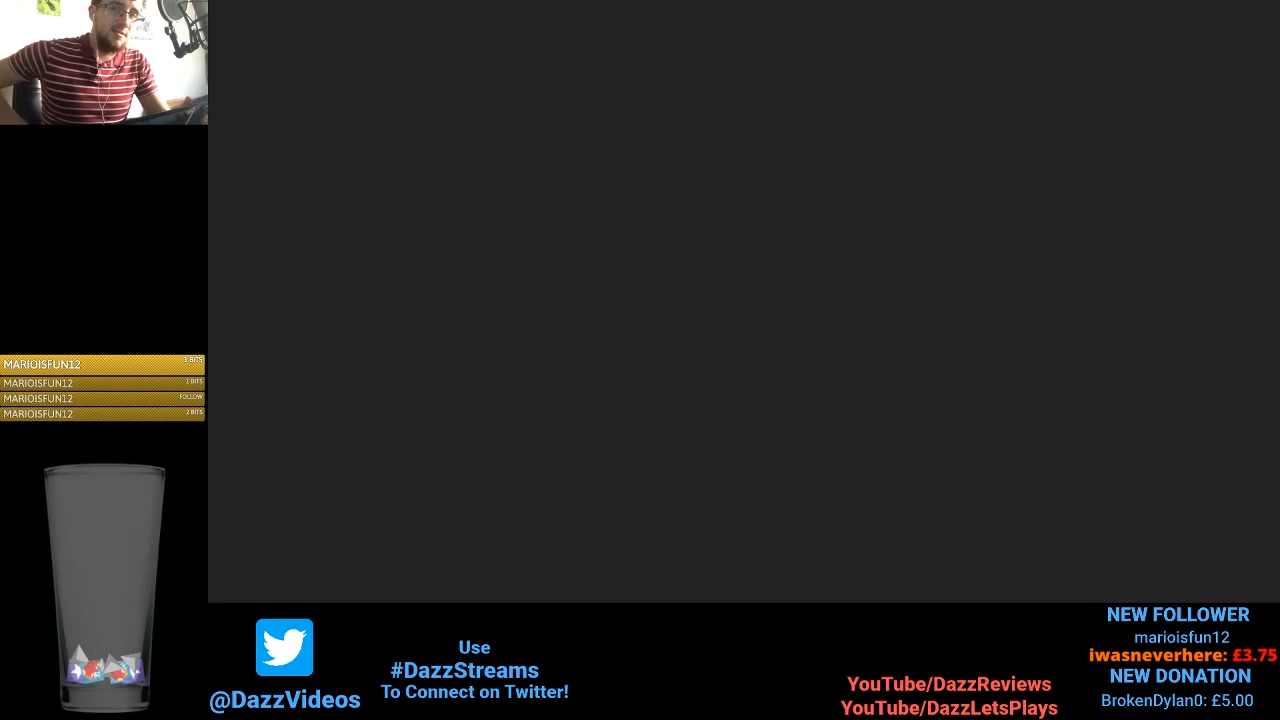 MARIOISFUN12 1 BITS
MARIOISFUN12 1 BITS
MARIOISFUN12 FOLLOW
MARIOISFUN12 2 BITS
@DazzVideos
Use
#DazzStreams
To Connect on Twitter!
YouTube/DazzReviews
YouTube/DazzLetsPlays
NEW FOLLOWER
marioisfun12
iwasneverhere: £3.75
NEW DONATION
BrokenDylan0: £5.00